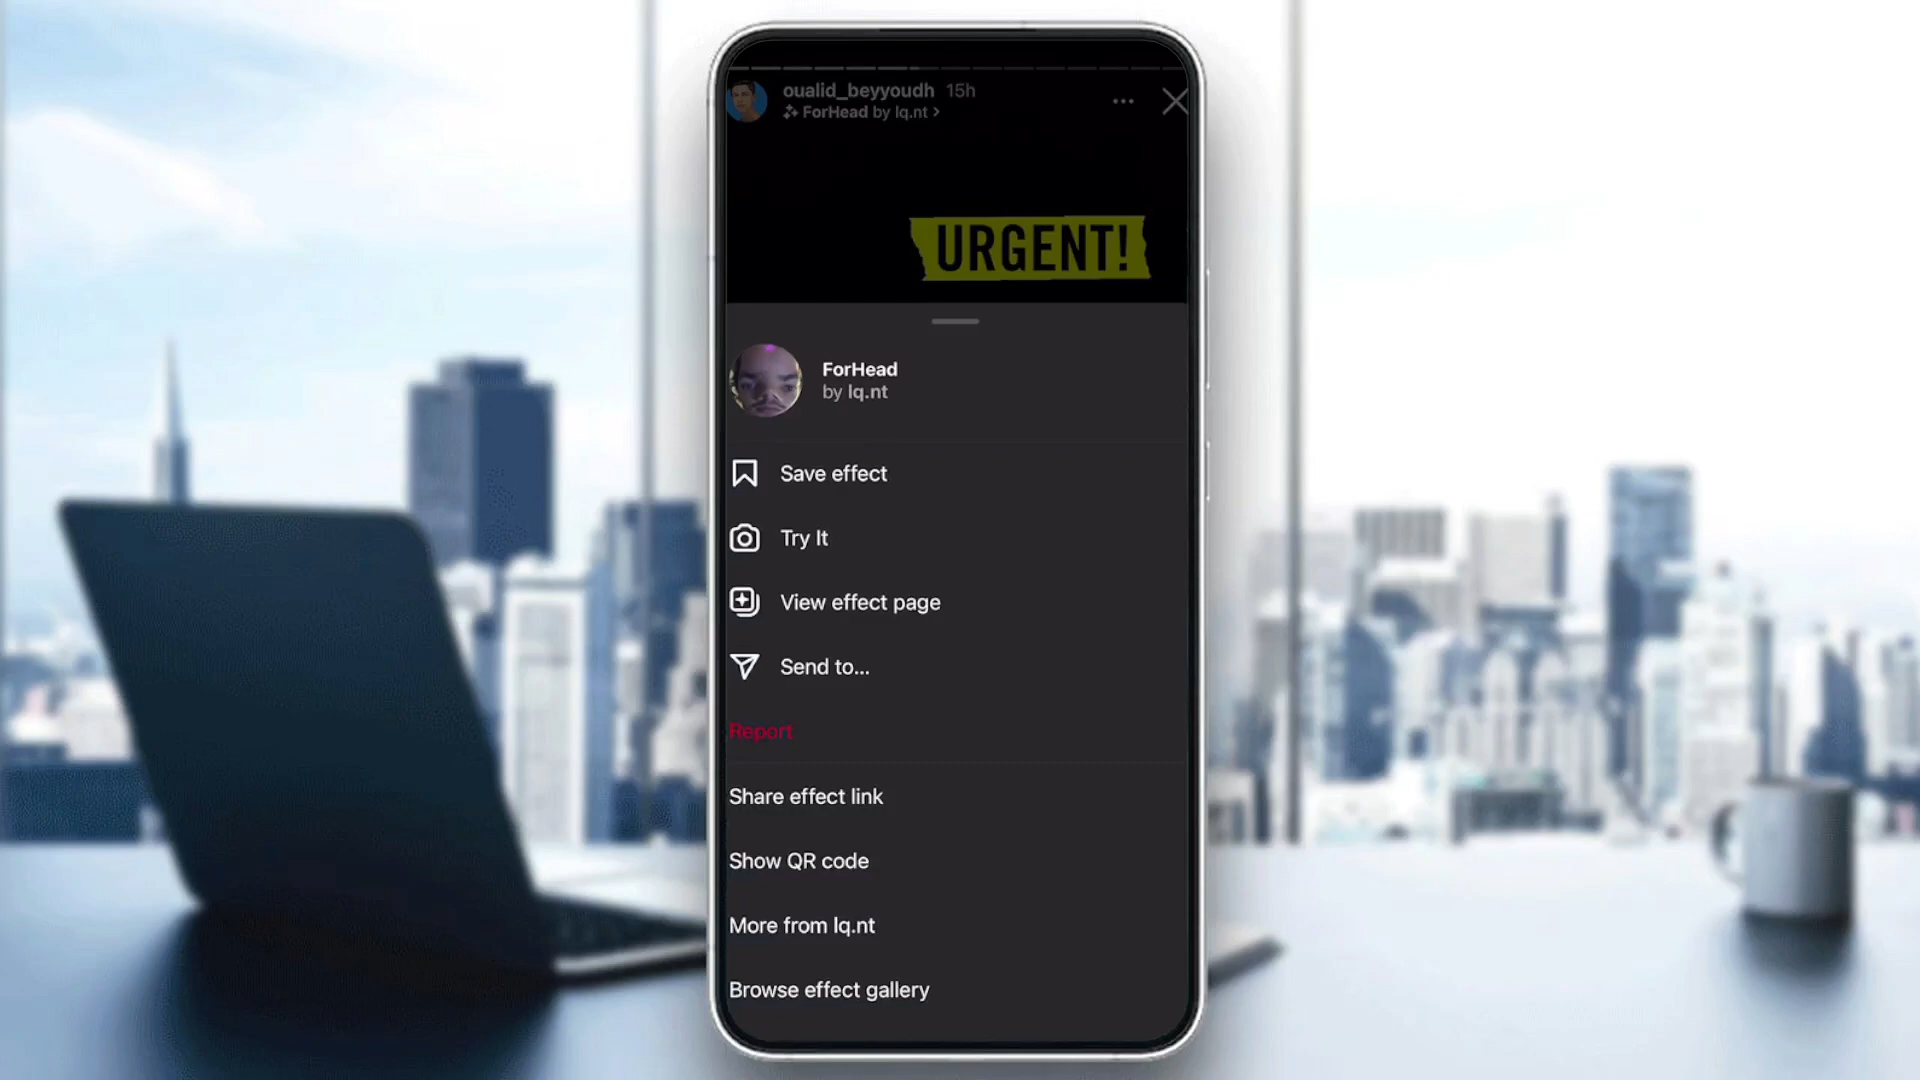 oualid_beyyoudh 15h
ForHead by lq.nt >
URGENT!
ForHead
by lq.nt
Save effect
Try It
View effect page
Send to...
Report
Share effect link
Show QR code
More from lq.nt
Browse effect gallery